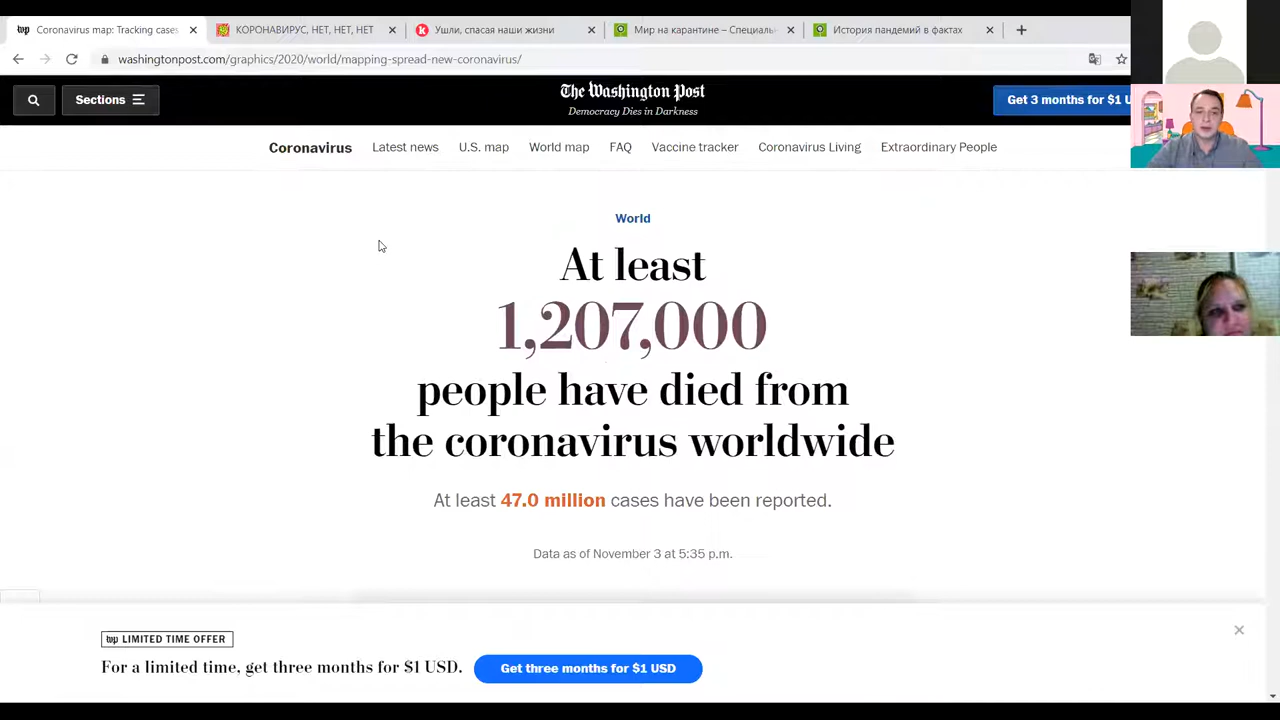 Coronavirus map: Tracking cases
КОРОНАВИРУС, НЕТ, НЕТ, НЕТ
Ушли, спасая наши жизни
Мир на карантине – Специаль
История пандемий в фактах
washingtonpost.com/graphics/2020/world/mapping-spread-new-coronavirus/
Sections
The Washington Post
Democracy Dies in Darkness
Get 3 months for $1 U
Coronavirus
Latest news
U.S. map
World map
FAQ
Vaccine tracker
Coronavirus Living
Extraordinary People
World
At least
1,207,000
people have died from
the coronavirus worldwide
At least 47.0 million cases have been reported.
Data as of November 3 at 5:35 p.m.
wp LIMITED TIME OFFER
For a limited time, get three months for $1 USD.
Get three months for $1 USD